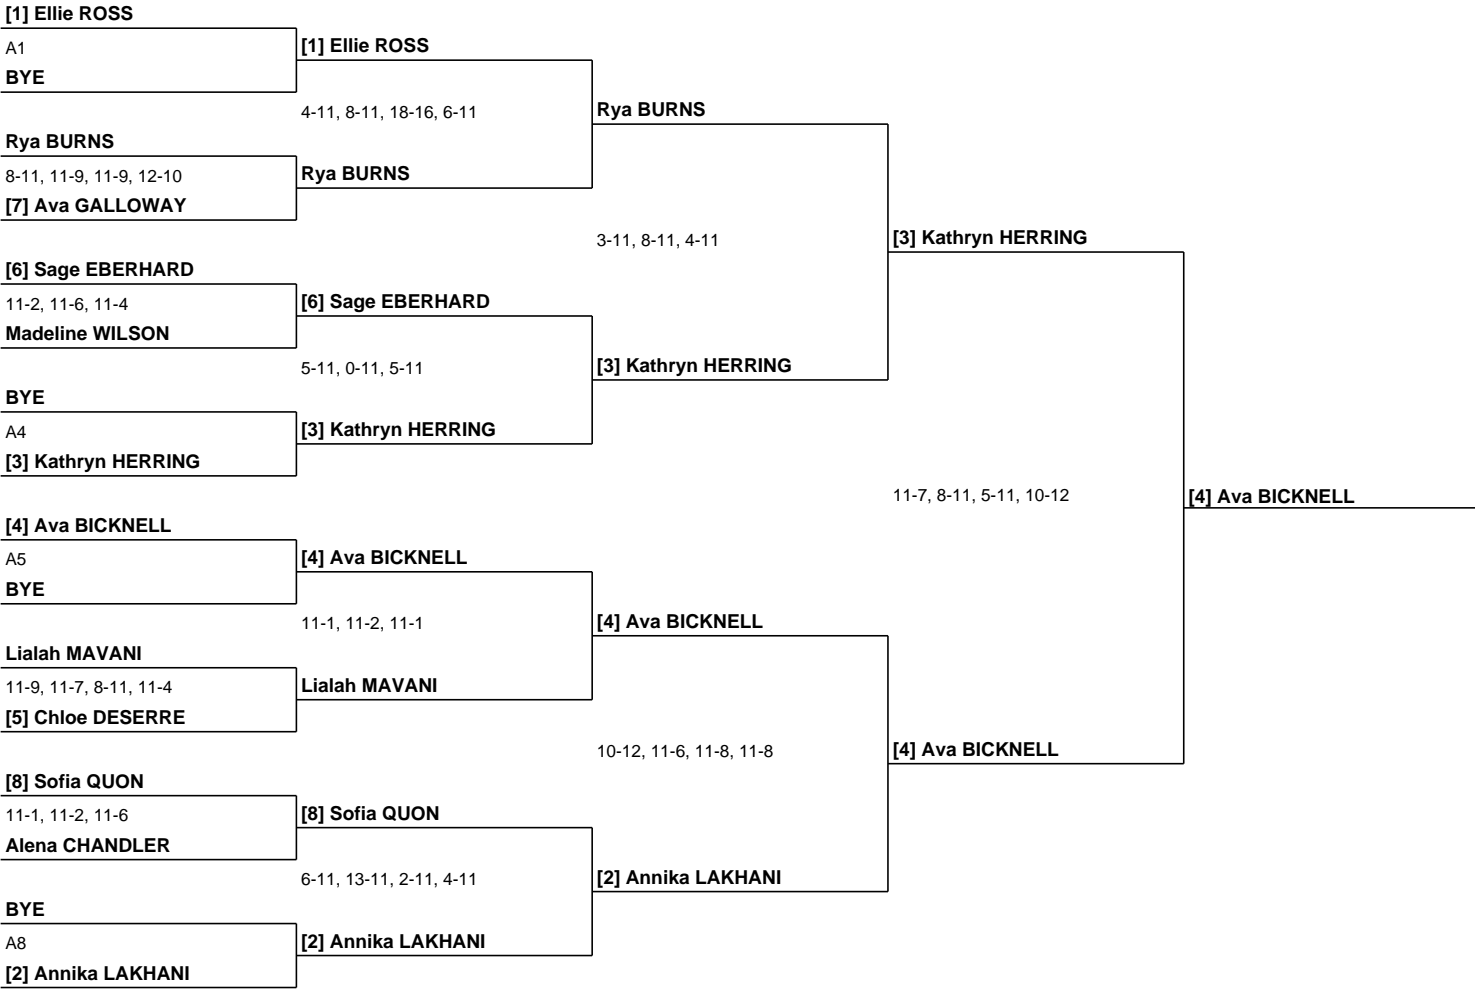 [1] Ellie ROSS
A1
BYE
[1] Ellie ROSS
4-11, 8-11, 18-16, 6-11
Rya BURNS
8-11, 11-9, 11-9, 12-10
[7] Ava GALLOWAY
Rya BURNS
Rya BURNS
3-11, 8-11, 4-11
[6] Sage EBERHARD
11-2, 11-6, 11-4
Madeline WILSON
[6] Sage EBERHARD
5-11, 0-11, 5-11
BYE
A4
[3] Kathryn HERRING
[3] Kathryn HERRING
[3] Kathryn HERRING
[3] Kathryn HERRING
11-7, 8-11, 5-11, 10-12
[4] Ava BICKNELL
[4] Ava BICKNELL
A5
BYE
[4] Ava BICKNELL
11-1, 11-2, 11-1
Lialah MAVANI
11-9, 11-7, 8-11, 11-4
[5] Chloe DESERRE
Lialah MAVANI
[4] Ava BICKNELL
10-12, 11-6, 11-8, 11-8
[4] Ava BICKNELL
[8] Sofia QUON
11-1, 11-2, 11-6
Alena CHANDLER
[8] Sofia QUON
6-11, 13-11, 2-11, 4-11
BYE
A8
[2] Annika LAKHANI
[2] Annika LAKHANI
[2] Annika LAKHANI